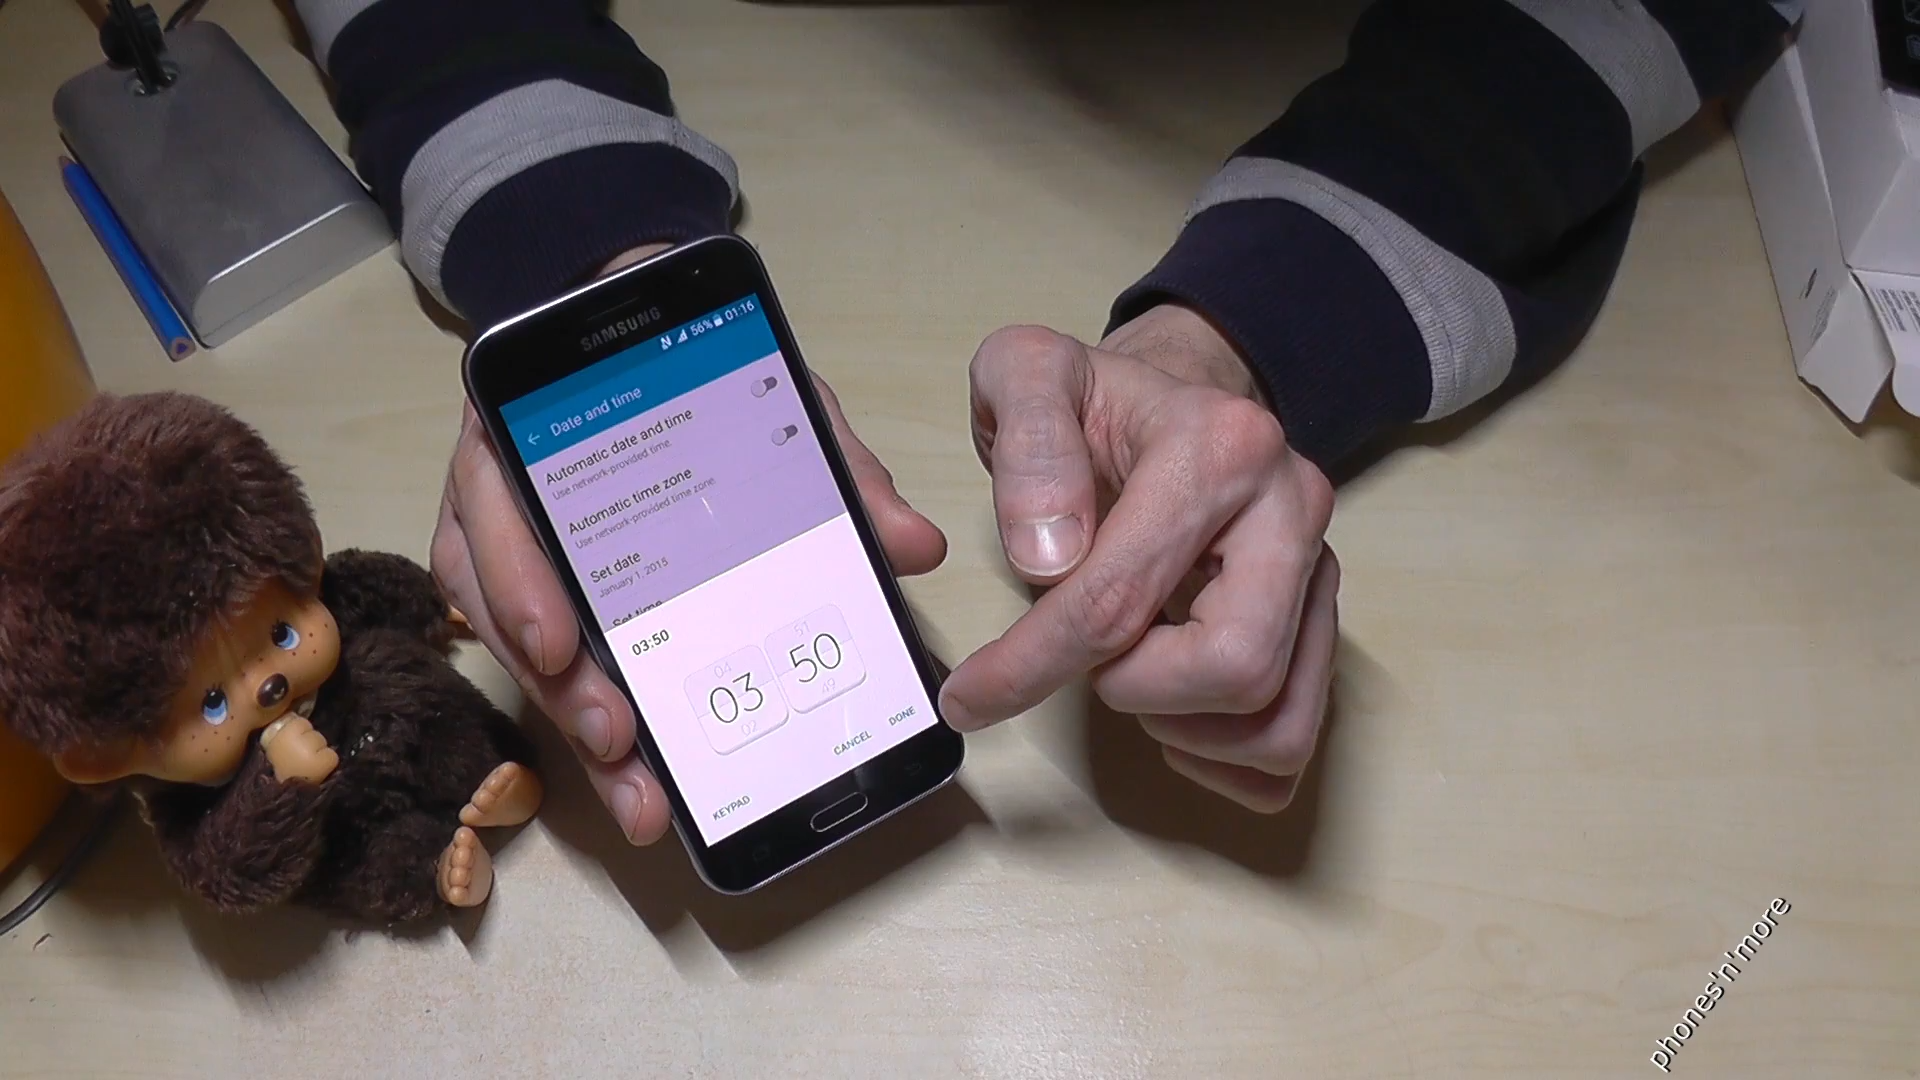 SAMSUNG
56% 01:16
Date and time
Automatic date and time
Use network-provided time.
Automatic time zone
Use network-provided time zone.
Set date
January 1, 2015
Set time
03:50
04 51
03 50
02 49
CANCEL DONE
KEYPAD
phones'n'more